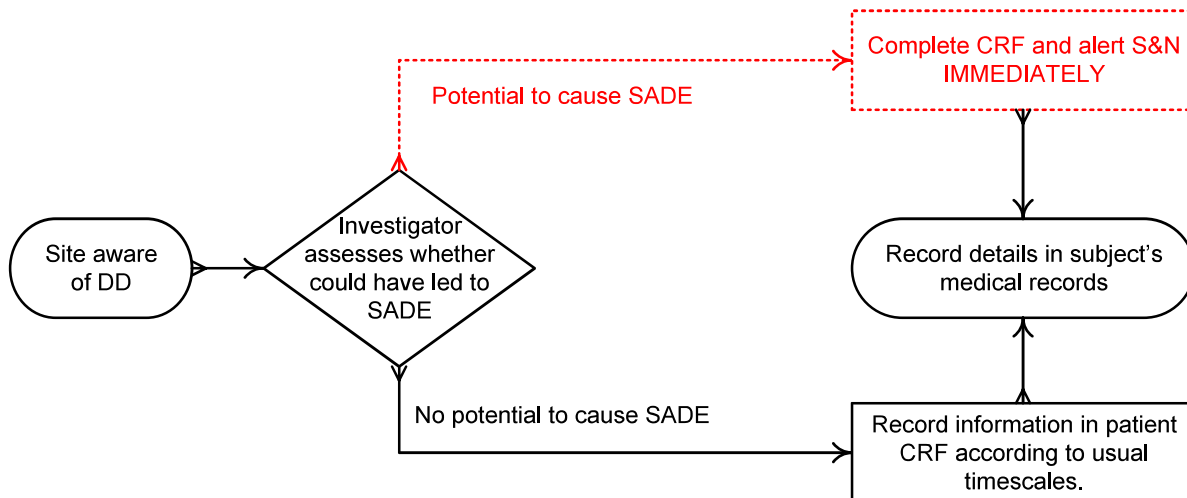 Complete CRF and alert S&N
IMMEDIATELY
Potential to cause SADE
Investigator
assesses whether
could have led to
SADE
Site aware
of DD
Record details in subject's
medical records
No potential to cause SADE
Record information in patient
CRF according to usual
timescales.